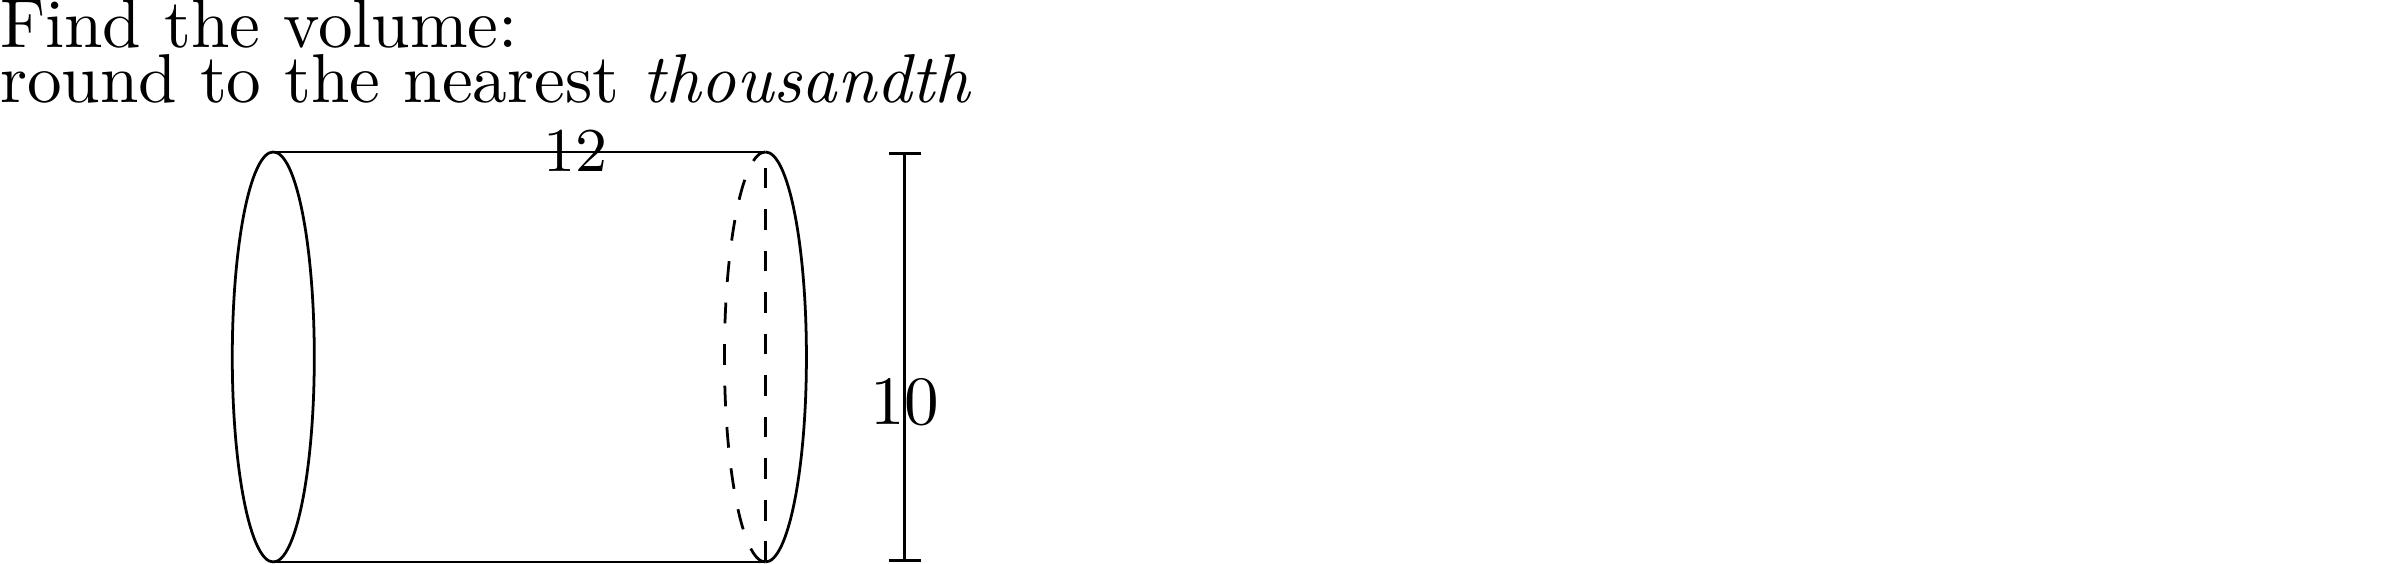 Find the volume:
round to the nearest thousandth
12
10